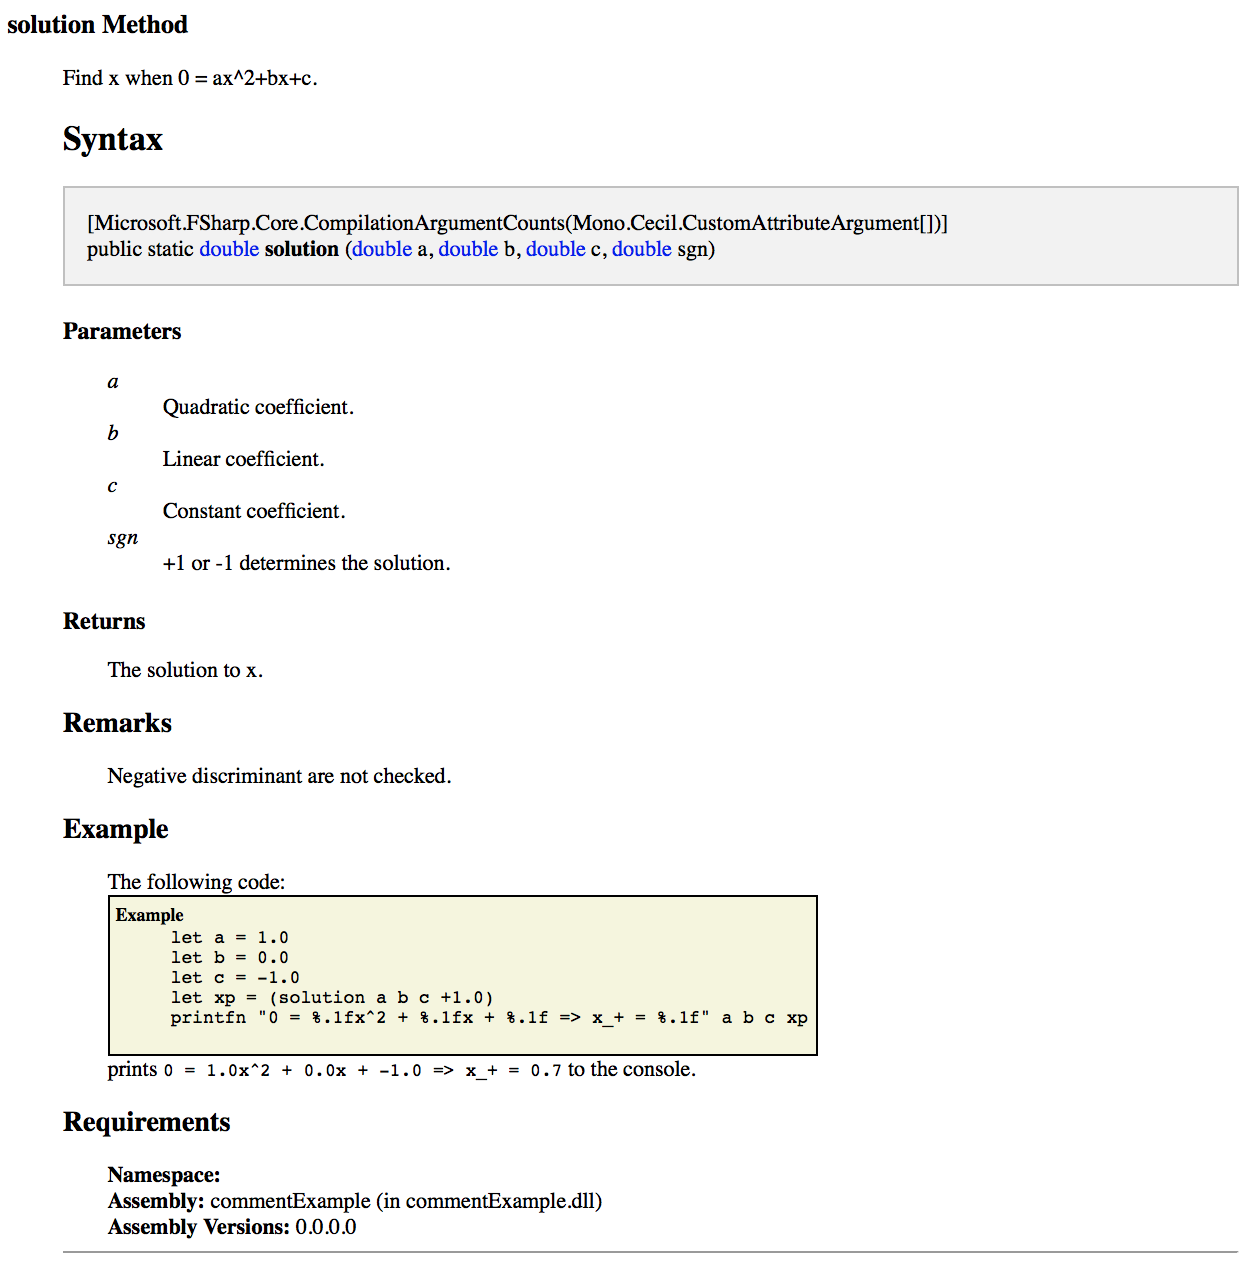 solution Method
Find x when 0 = ax^2+bx+c.
Syntax
[Microsoft.FSharp.Core.CompilationArgumentCounts(Mono.Cecil.CustomAttributeArgument[])]
public static double solution (double a, double b, double c, double sgn)
Parameters
a
Quadratic coefficient.
b
Linear coefficient.
c
Constant coefficient.
sgn
+1 or -1 determines the solution.
Returns
The solution to x.
Remarks
Negative discriminant are not checked.
Example
The following code:
Example
let a = 1.0
let b = 0.0
let c = -1.0
let xp = (solution a b c +1.0)
printfn "0 = %.1fx^2 + %.1fx + %.1f => x_+ = %.1f" a b c xp
prints 0 = 1.0x^2 + 0.0x + -1.0 => x_+ = 0.7 to the console.
Requirements
Namespace:
Assembly: commentExample (in commentExample.dll)
Assembly Versions: 0.0.0.0